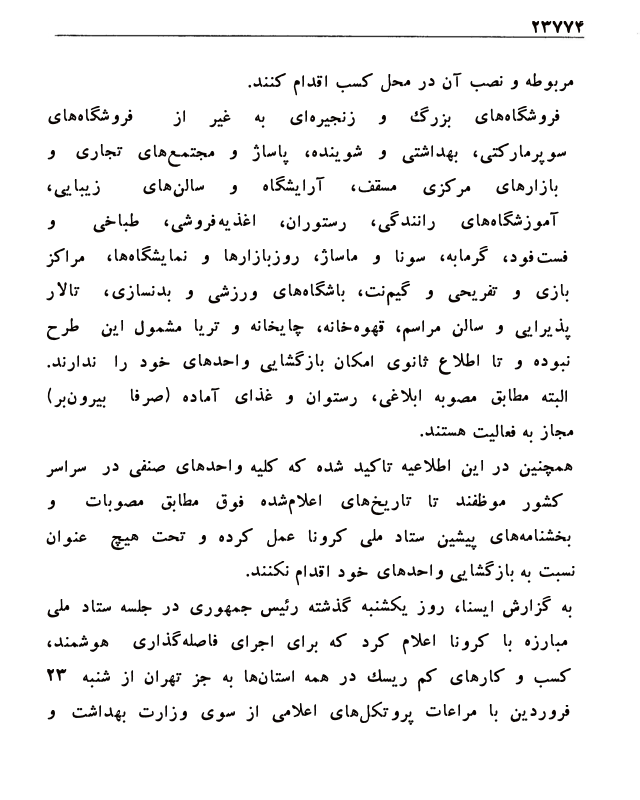 ۲۳۷۷۴
مربوطه و نصب آن در محل کسب اقدام کنند.
فروشگاه‌های بزرگ و زنجیره‌ای به غیر از فروشگاه‌های
سوپرمارکتی، بهداشتی و شوینده، پاساژ و مجتمع‌های تجاری و
بازارهای مرکزی مسقف، آرایشگاه و سالن‌های زیبایی،
آموزشگاه‌های رانندگی، رستوران، اغذیه‌فروشی، طباخی و
فست‌فود، گرمابه، سونا و ماساژ، روزبازارها و نمایشگاه‌ها، مراکز
بازی و تفریحی و گیم‌نت، باشگاه‌های ورزشی و بدنسازی، تالار
پذیرایی و سالن مراسم، قهوه‌خانه، چایخانه و تریا مشمول این طرح
نبوده و تا اطلاع ثانوی امکان بازگشایی واحدهای خود را ندارند.
البته مطابق مصوبه ابلاغی، رستوان و غذای آماده (صرفا بیرون‌بر)
مجاز به فعالیت هستند.
همچنین در این اطلاعیه تاکید شده که کلیه واحدهای صنفی در سراسر
کشور موظفند تا تاریخ‌های اعلام‌شده فوق مطابق مصوبات و
بخشنامه‌های پیشین ستاد ملی کرونا عمل کرده و تحت هیچ عنوان
نسبت به بازگشایی واحدهای خود اقدام نکنند.
به گزارش ایسنا، روز یکشنبه گذشته رئیس جمهوری در جلسه ستاد ملی
مبارزه با کرونا اعلام کرد که برای اجرای فاصله‌گذاری هوشمند،
کسب و کارهای کم ریسک در همه استان‌ها به جز تهران از شنبه ۲۳
فروردین با مراعات پروتکل‌های اعلامی از سوی وزارت بهداشت و